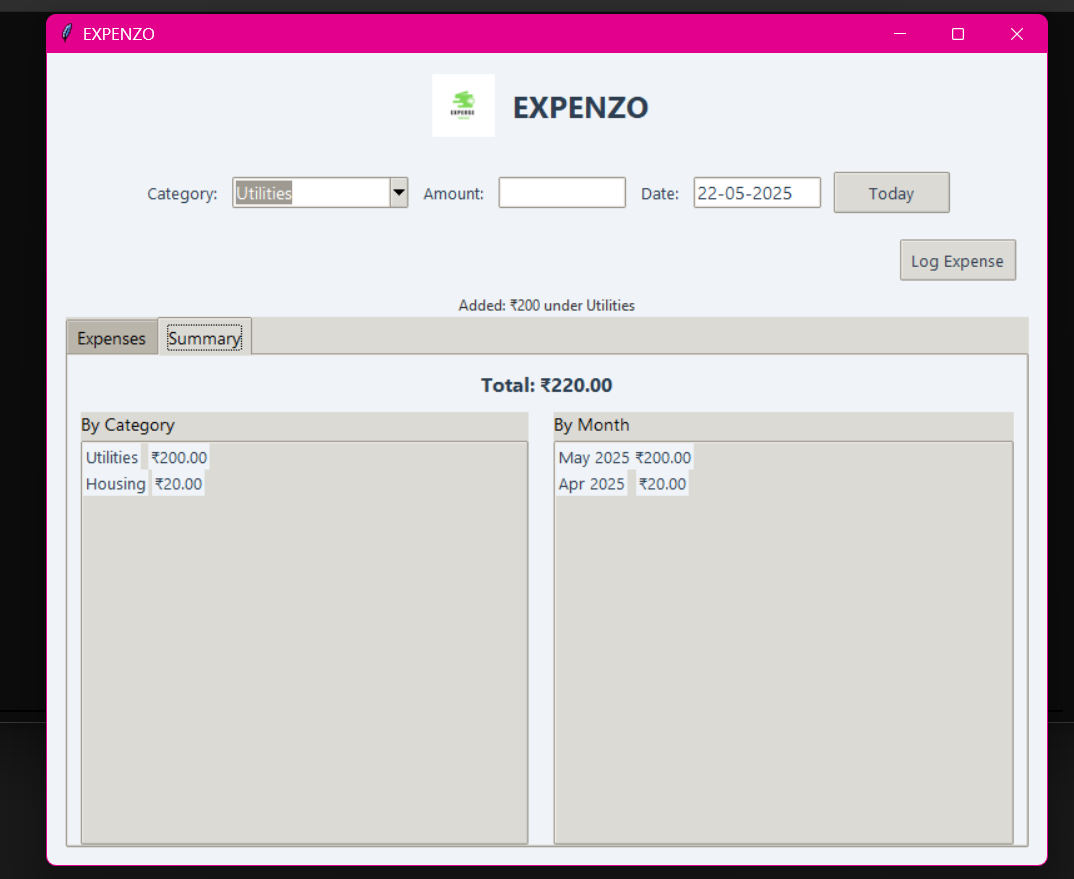 EXPENZO
EXPENSE
EXPENZO
Category: Utilities Amount: Date: 22-05-2025 Today
Log Expense
Added: ₹200 under Utilities
Expenses Summary
Total: ₹220.00
By Category
Utilities ₹200.00
Housing ₹20.00
By Month
May 2025 ₹200.00
Apr 2025 ₹20.00